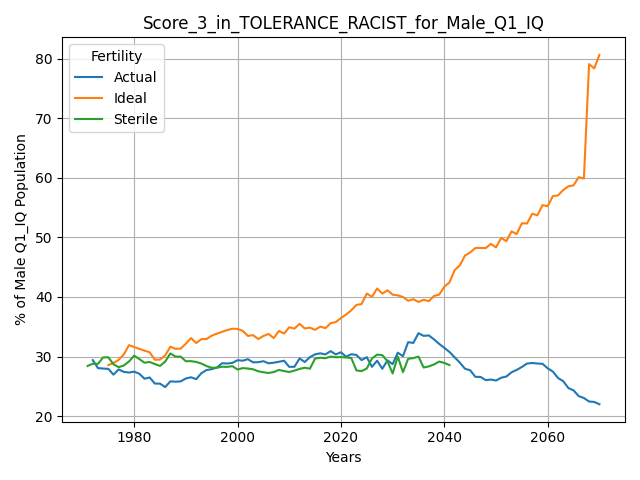 Score_3_in_TOLERANCE_RACIST_for_Male_Q1_IQ
Fertility
Actual
Ideal
Sterile
% of Male Q1_IQ Population
80
70
60
50
40
30
20
1980
2000
2020
2040
2060
Years